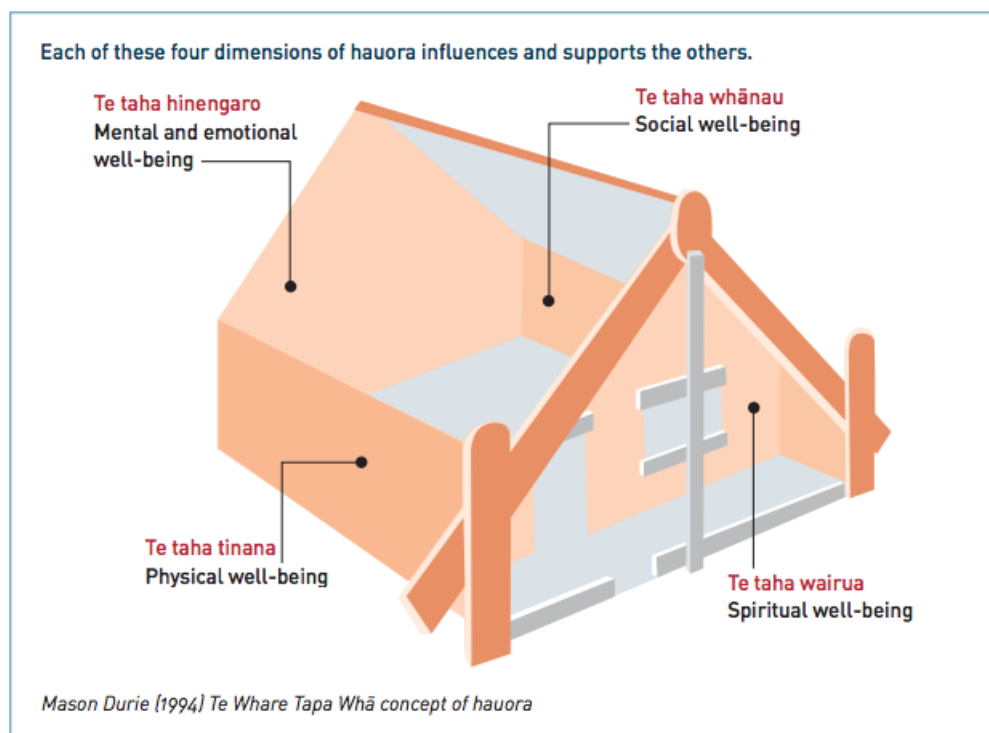 Each of these four dimensions of hauora influences and supports the others.
Te taha hinengaro
Mental and emotional
well-being
Te taha whānau
Social well-being
Te taha tinana
Physical well-being
Te taha wairua
Spiritual well-being
Mason Durie (1994) Te Whare Tapa Whā concept of hauora